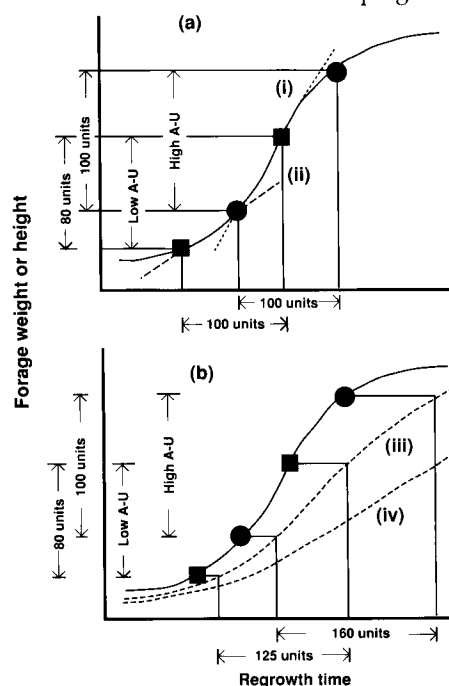 (a)
(i)
(ii)
80 units
100 units
Low A-U
High A-U
100 units
100 units
Forage weight or height
(b)
(iii)
(iv)
80 units
100 units
Low A-U
High A-U
160 units
125 units
Regrowth time